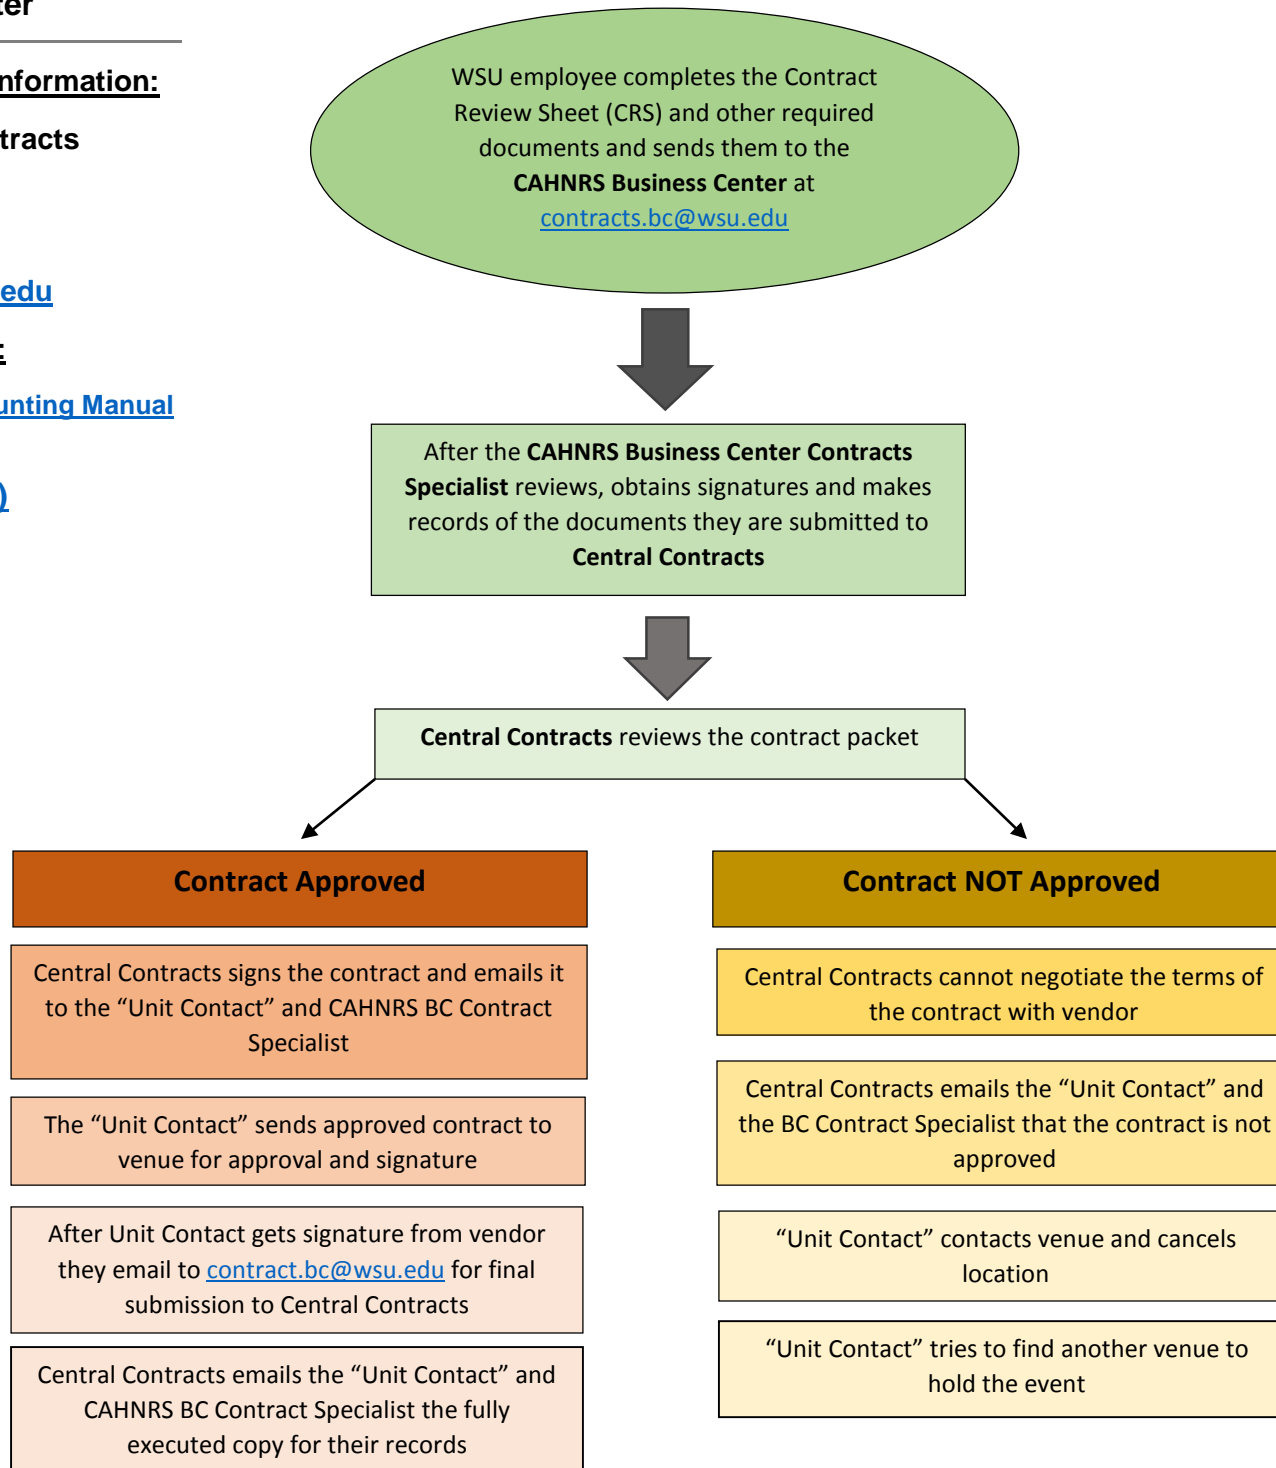 ter
nformation:
tracts
edu
:
unting Manual
)
WSU employee completes the Contract
Review Sheet (CRS) and other required
documents and sends them to the
CAHNRS Business Center at
contracts.bc@wsu.edu
After the CAHNRS Business Center Contracts
Specialist reviews, obtains signatures and makes
records of the documents they are submitted to
Central Contracts
Central Contracts reviews the contract packet
Contract Approved
Central Contracts signs the contract and emails it
to the “Unit Contact” and CAHNRS BC Contract
Specialist
The “Unit Contact” sends approved contract to
venue for approval and signature
After Unit Contact gets signature from vendor
they email to contract.bc@wsu.edu for final
submission to Central Contracts
Central Contracts emails the “Unit Contact” and
CAHNRS BC Contract Specialist the fully
executed copy for their records
Contract NOT Approved
Central Contracts cannot negotiate the terms of
the contract with vendor
Central Contracts emails the “Unit Contact” and
the BC Contract Specialist that the contract is not
approved
“Unit Contact” contacts venue and cancels
location
“Unit Contact” tries to find another venue to
hold the event